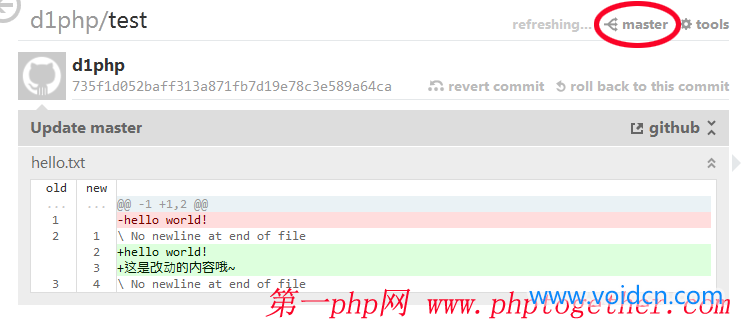 d1php/test
refreshing... master tools
d1php
735f1d052baff313a871fb7d19e78c3e589a64ca revert commit roll back to this commit
Update master github
hello.txt
old new
... ... @@ -1 +1,2 @@
1 -hello world!
2 1 \ No newline at end of file
2 +hello world!
3 +这是改动的内容哦~
3 4 \ No newline at end of file
第一php网 www.phptogether.com
www.voidcn.com